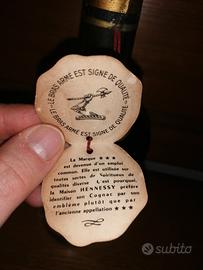 LE BRAS ARMÉ EST SIGNE DE QUALITÉ
LE BRAS ARMÉ EST SIGNE DE QUALITÉ
La Marque ★★★
est devenue d'un emploi
commun. Elle est utilisée sur
toutes sortes de Spiritueux de
qualités diverse. C'est pourquoi,
la Maison HENNESSY préfère
identifier son Cognac par son
emblème plutôt que par
l'ancienne appellation ★★★
subito